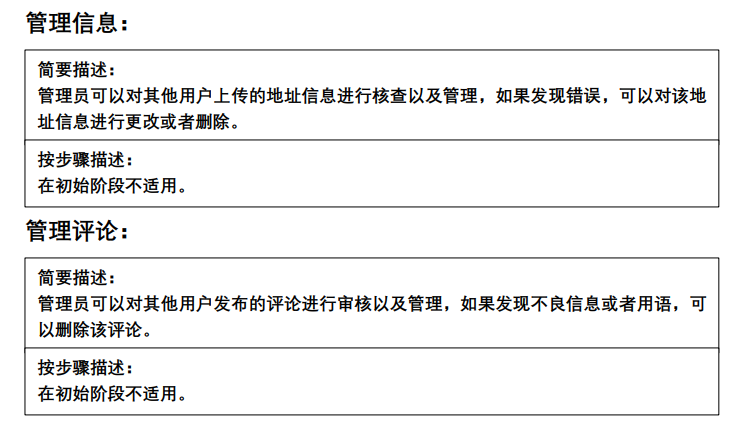 管理信息：
简要描述：
管理员可以对其他用户上传的地址信息进行核查以及管理，如果发现错误，可以对该地
址信息进行更改或者删除。
按步骤描述：
在初始阶段不适用。
管理评论：
简要描述：
管理员可以对其他用户发布的评论进行审核以及管理，如果发现不良信息或者用语，可
以删除该评论。
按步骤描述：
在初始阶段不适用。